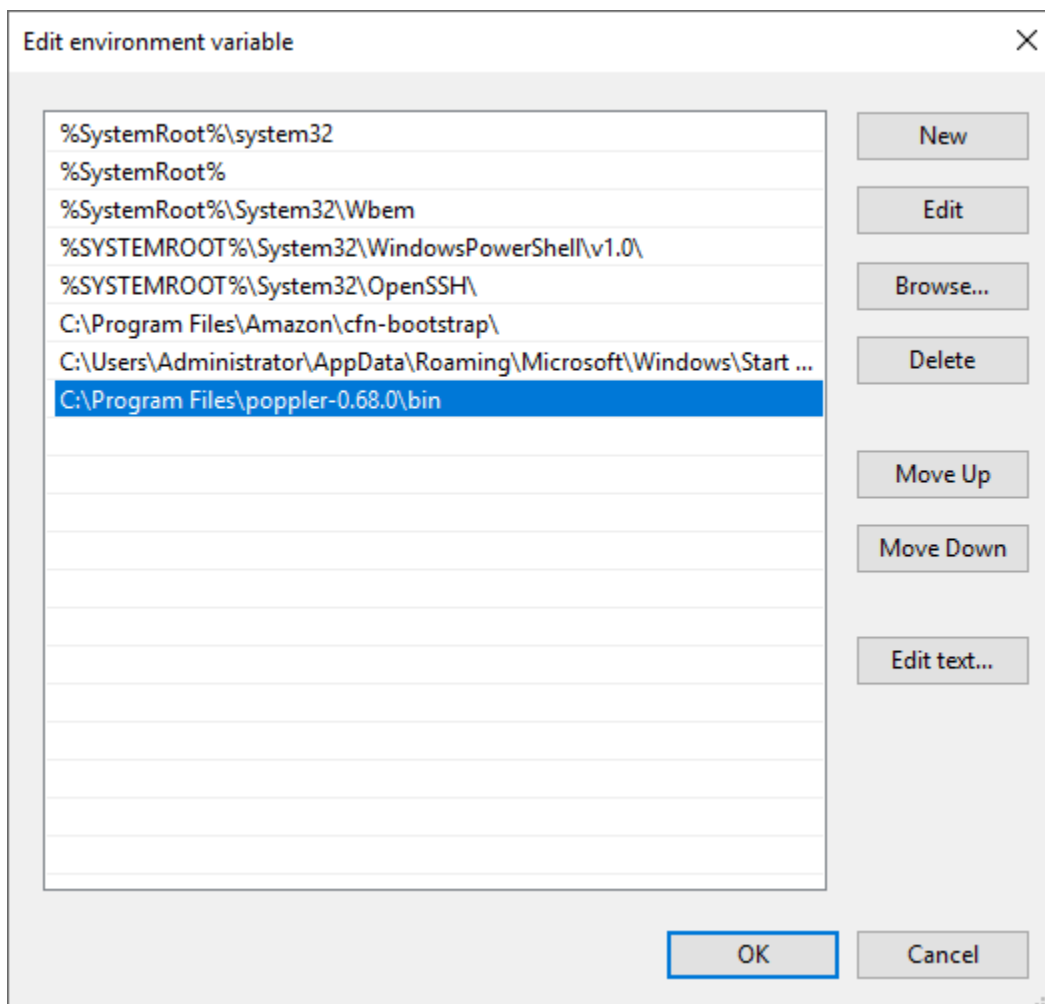 Edit environment variable
%SystemRoot%\system32
%SystemRoot%
%SystemRoot%\System32\Wbem
%SYSTEMROOT%\System32\WindowsPowerShell\v1.0\
%SYSTEMROOT%\System32\OpenSSH\
C:\Program Files\Amazon\cfn-bootstrap\
C:\Users\Administrator\AppData\Roaming\Microsoft\Windows\Start ...
C:\Program Files\poppler-0.68.0\bin
New
Edit
Browse...
Delete
Move Up
Move Down
Edit text...
OK
Cancel